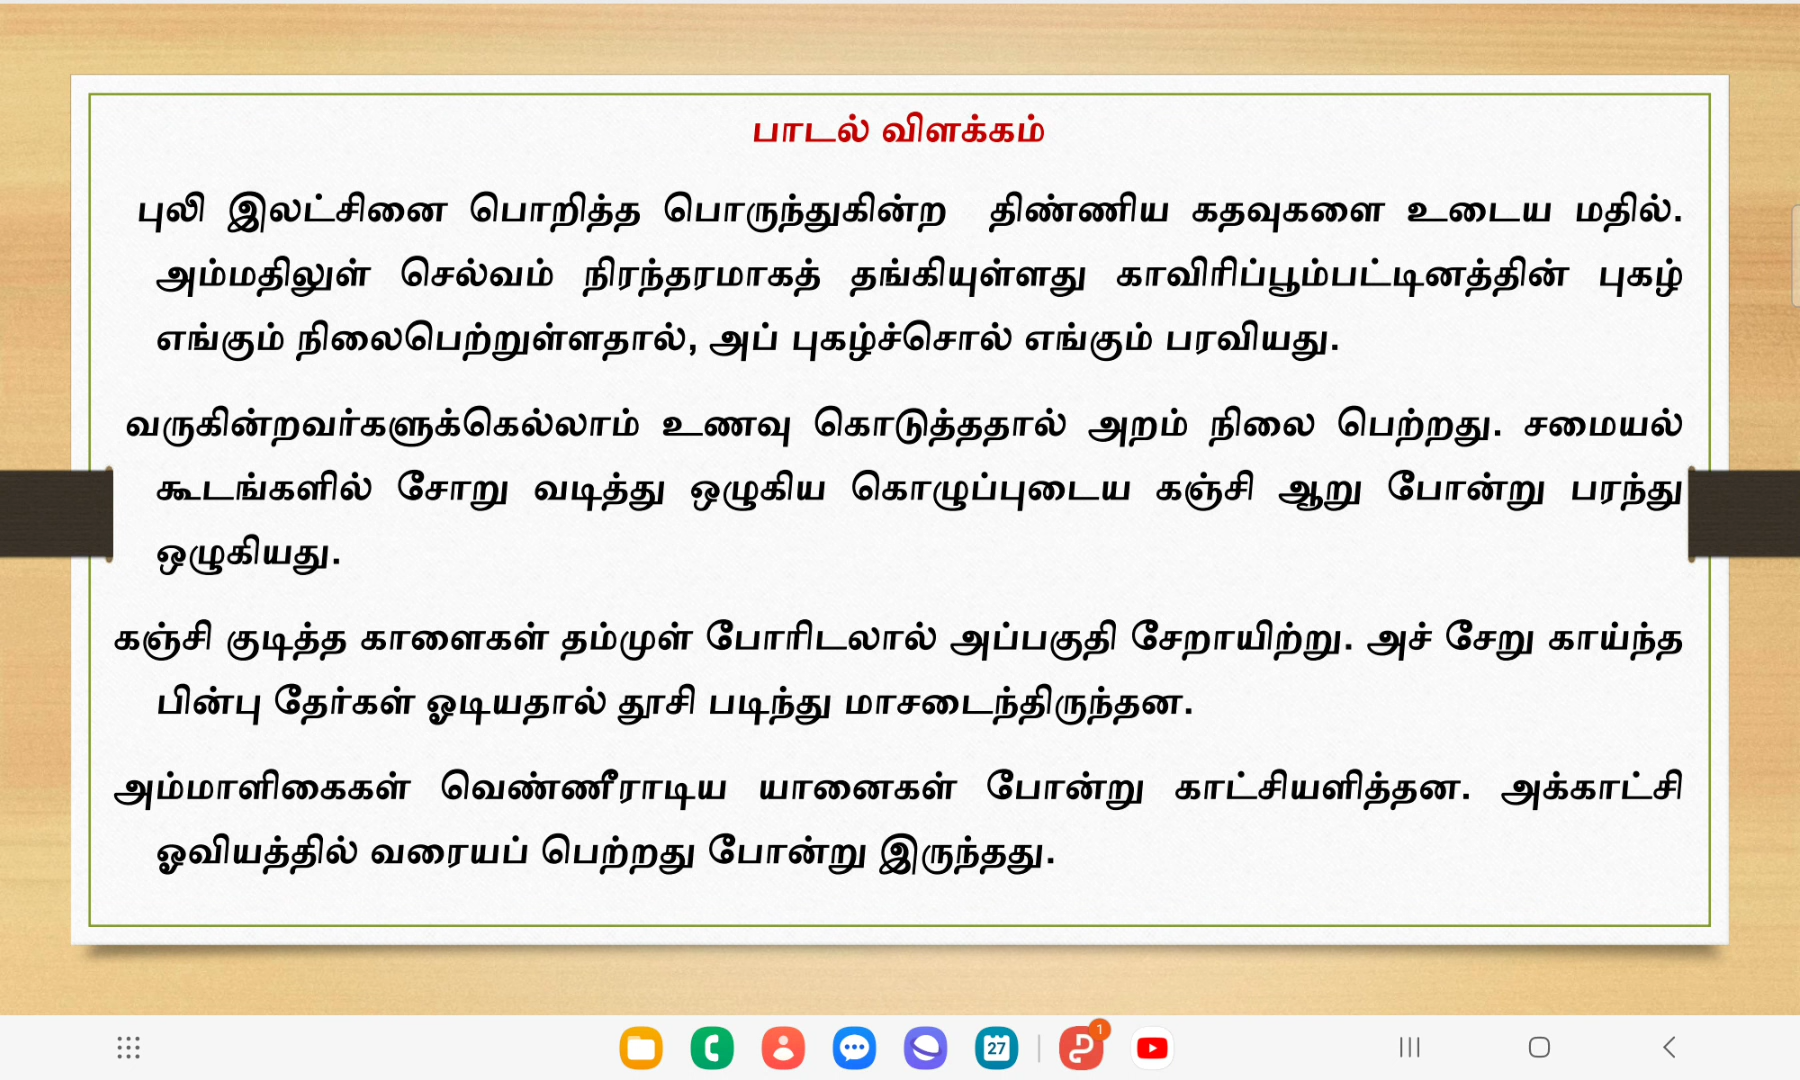 பாடல் விளக்கம்
புலி இலட்சினை பொறித்த பொருந்துகின்ற திண்ணிய கதவுகளை உடைய மதில்.
அம்மதிலுள் செல்வம் நிரந்தரமாகத் தங்கியுள்ளது காவிரிப்பூம்பட்டினத்தின் புகழ்
எங்கும் நிலைபெற்றுள்ளதால், அப் புகழ்ச்சொல் எங்கும் பரவியது.
வருகின்றவர்களுக்கெல்லாம் உணவு கொடுத்ததால் அறம் நிலை பெற்றது. சமையல்
கூடங்களில் சோறு வடித்து ஒழுகிய கொழுப்புடைய கஞ்சி ஆறு போன்று பரந்து
ஒழுகியது.
கஞ்சி குடித்த காளைகள் தம்முள் போரிடலால் அப்பகுதி சேறாயிற்று. அச் சேறு காய்ந்த
பின்பு தேர்கள் ஓடியதால் தூசி படிந்து மாசடைந்திருந்தன.
அம்மாளிகைகள் வெண்ணீராடிய யானைகள் போன்று காட்சியளித்தன. அக்காட்சி
ஓவியத்தில் வரையப் பெற்றது போன்று இருந்தது.
27
1